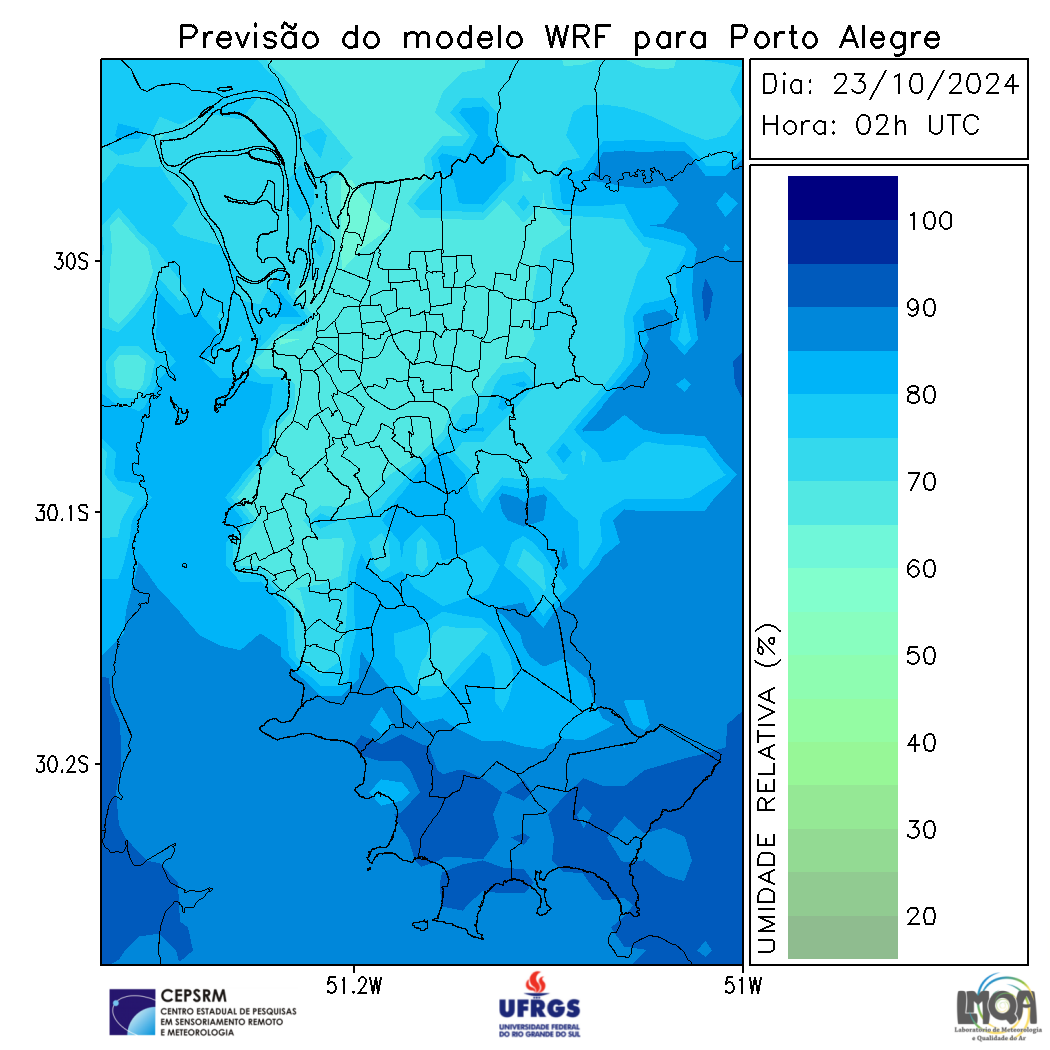 Previsão do modelo WRF para Porto Alegre
Dia: 23/10/2024
Hora: 02h UTC
30S
30.1S
30.2S
51.2W
51W
UMIDADE RELATIVA (%)
100
90
80
70
60
50
40
30
20
CEPSRM
CENTRO ESTADUAL DE PESQUISAS
EM SENSORIAMENTO REMOTO
E METEOROLOGIA
UFRGS
UNIVERSIDADE FEDERAL
DO RIO GRANDE DO SUL
LMQA
Laboratório de Meteorologia
e Qualidade do Ar